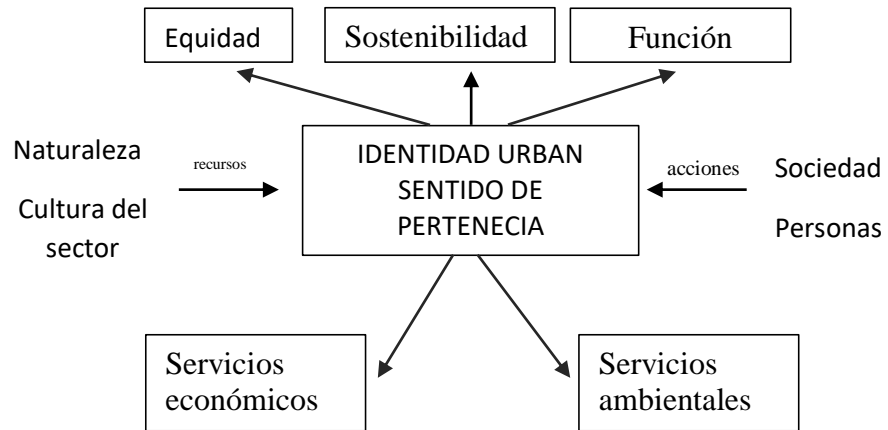 Equidad
Sostenibilidad
Función
Naturaleza
Cultura del
sector
recursos
IDENTIDAD URBAN
SENTIDO DE
PERTENECIA
acciones
Sociedad
Personas
Servicios
económicos
Servicios
ambientales